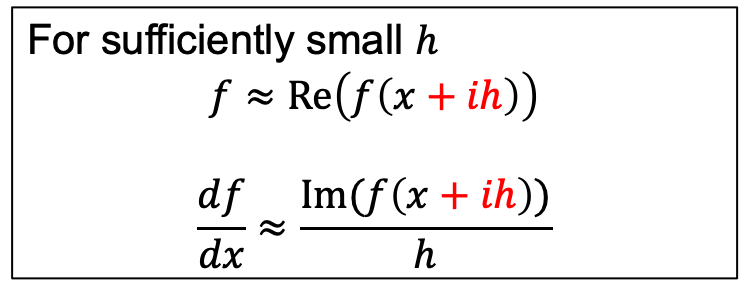 For sufficiently small ℎ
𝑓 ≈ Re(𝑓(𝑥 + 𝑖ℎ))
𝑑𝑓/𝑑𝑥 ≈ Im(𝑓(𝑥 + 𝑖ℎ))/ℎ